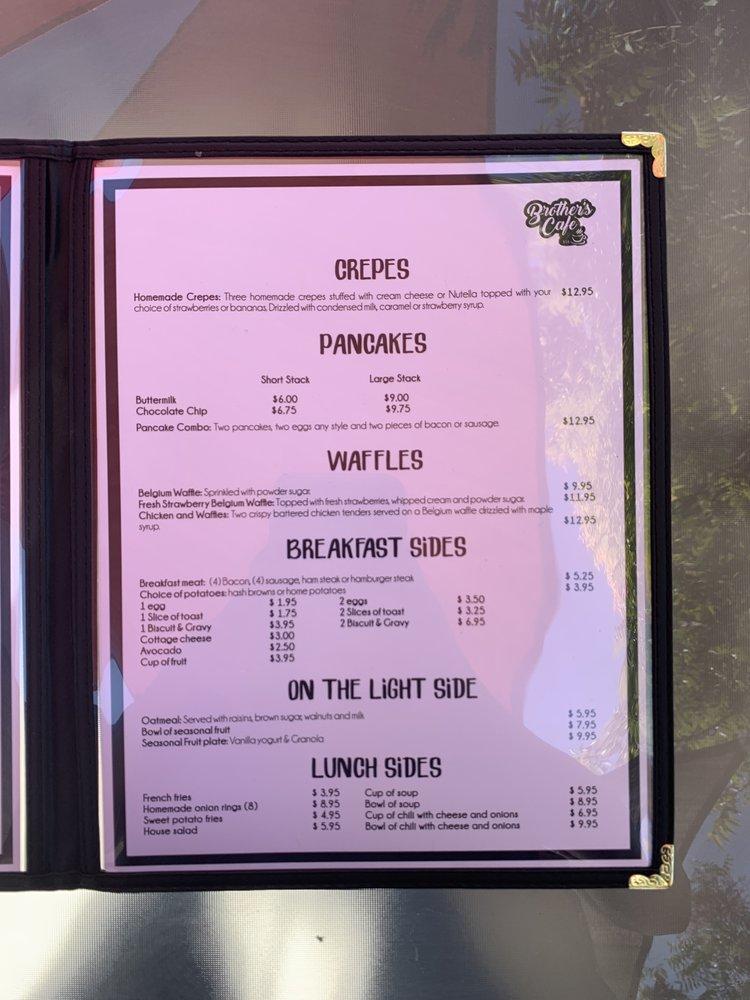 Brother's
Cafe
CREPES
Homemade Crepes: Three homemade crepes stuffed with cream cheese or Nutella topped with your $12.95
choice of strawberries or bananas. Drizzled with condensed milk, caramel or strawberry syrup.
PANCAKES
Short Stack Large Stack
Buttermilk $6.00 $9.00
Chocolate Chip $6.75 $9.75
Pancake Combo: Two pancakes, two eggs any style and two pieces of bacon or sausage. $12.95
WAFFLES
Belgium Waffle: Sprinkled with powder sugar. $ 9.95
Fresh Strawberry Belgium Waffle: Topped with fresh strawberries, whipped cream and powder sugar. $11.95
Chicken and Waffles: Two crispy battered chicken tenders served on a Belgium waffle drizzled with maple $12.95
syrup.
BREAKFAST SIDES
Breakfast meat: (4) Bacon, (4) sausage, ham steak or hamburger steak $ 5.25
Choice of potatoes: hash browns or home potatoes $ 3.95
1 egg $ 1.95 2 eggs $ 3.50
1 Slice of toast $ 1.75 2 Slices of toast $ 3.25
1 Biscuit & Gravy $3.95 2 Biscuit & Gravy $ 6.95
Cottage cheese $3.00
Avocado $2.50
Cup of fruit $3.95
ON THE LIGHT SIDE
Oatmeal: Served with raisins, brown sugar, walnuts and milk $ 5.95
Bowl of seasonal fruit $ 7.95
Seasonal Fruit plate: Vanilla yogurt & Granola $ 9.95
LUNCH SIDES
French fries $ 3.95 Cup of soup $ 5.95
Homemade onion rings (8) $ 8.95 Bowl of soup $ 8.95
Sweet potato fries $ 4.95 Cup of chili with cheese and onions $ 6.95
House salad $ 5.95 Bowl of chili with cheese and onions $ 9.95